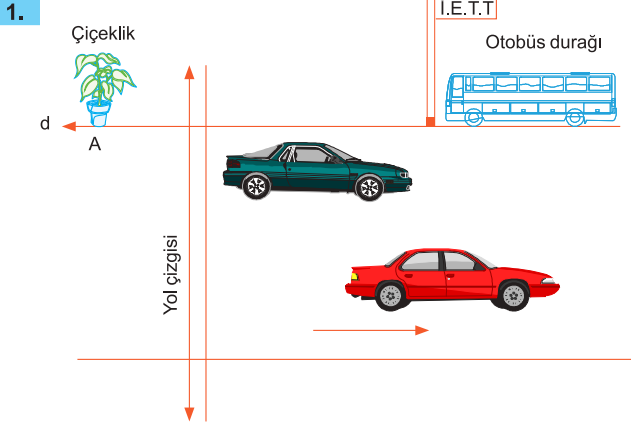 1.
I.E.T.T
Çiçeklik
Otobüs durağı
d
A
Yol çizgisi